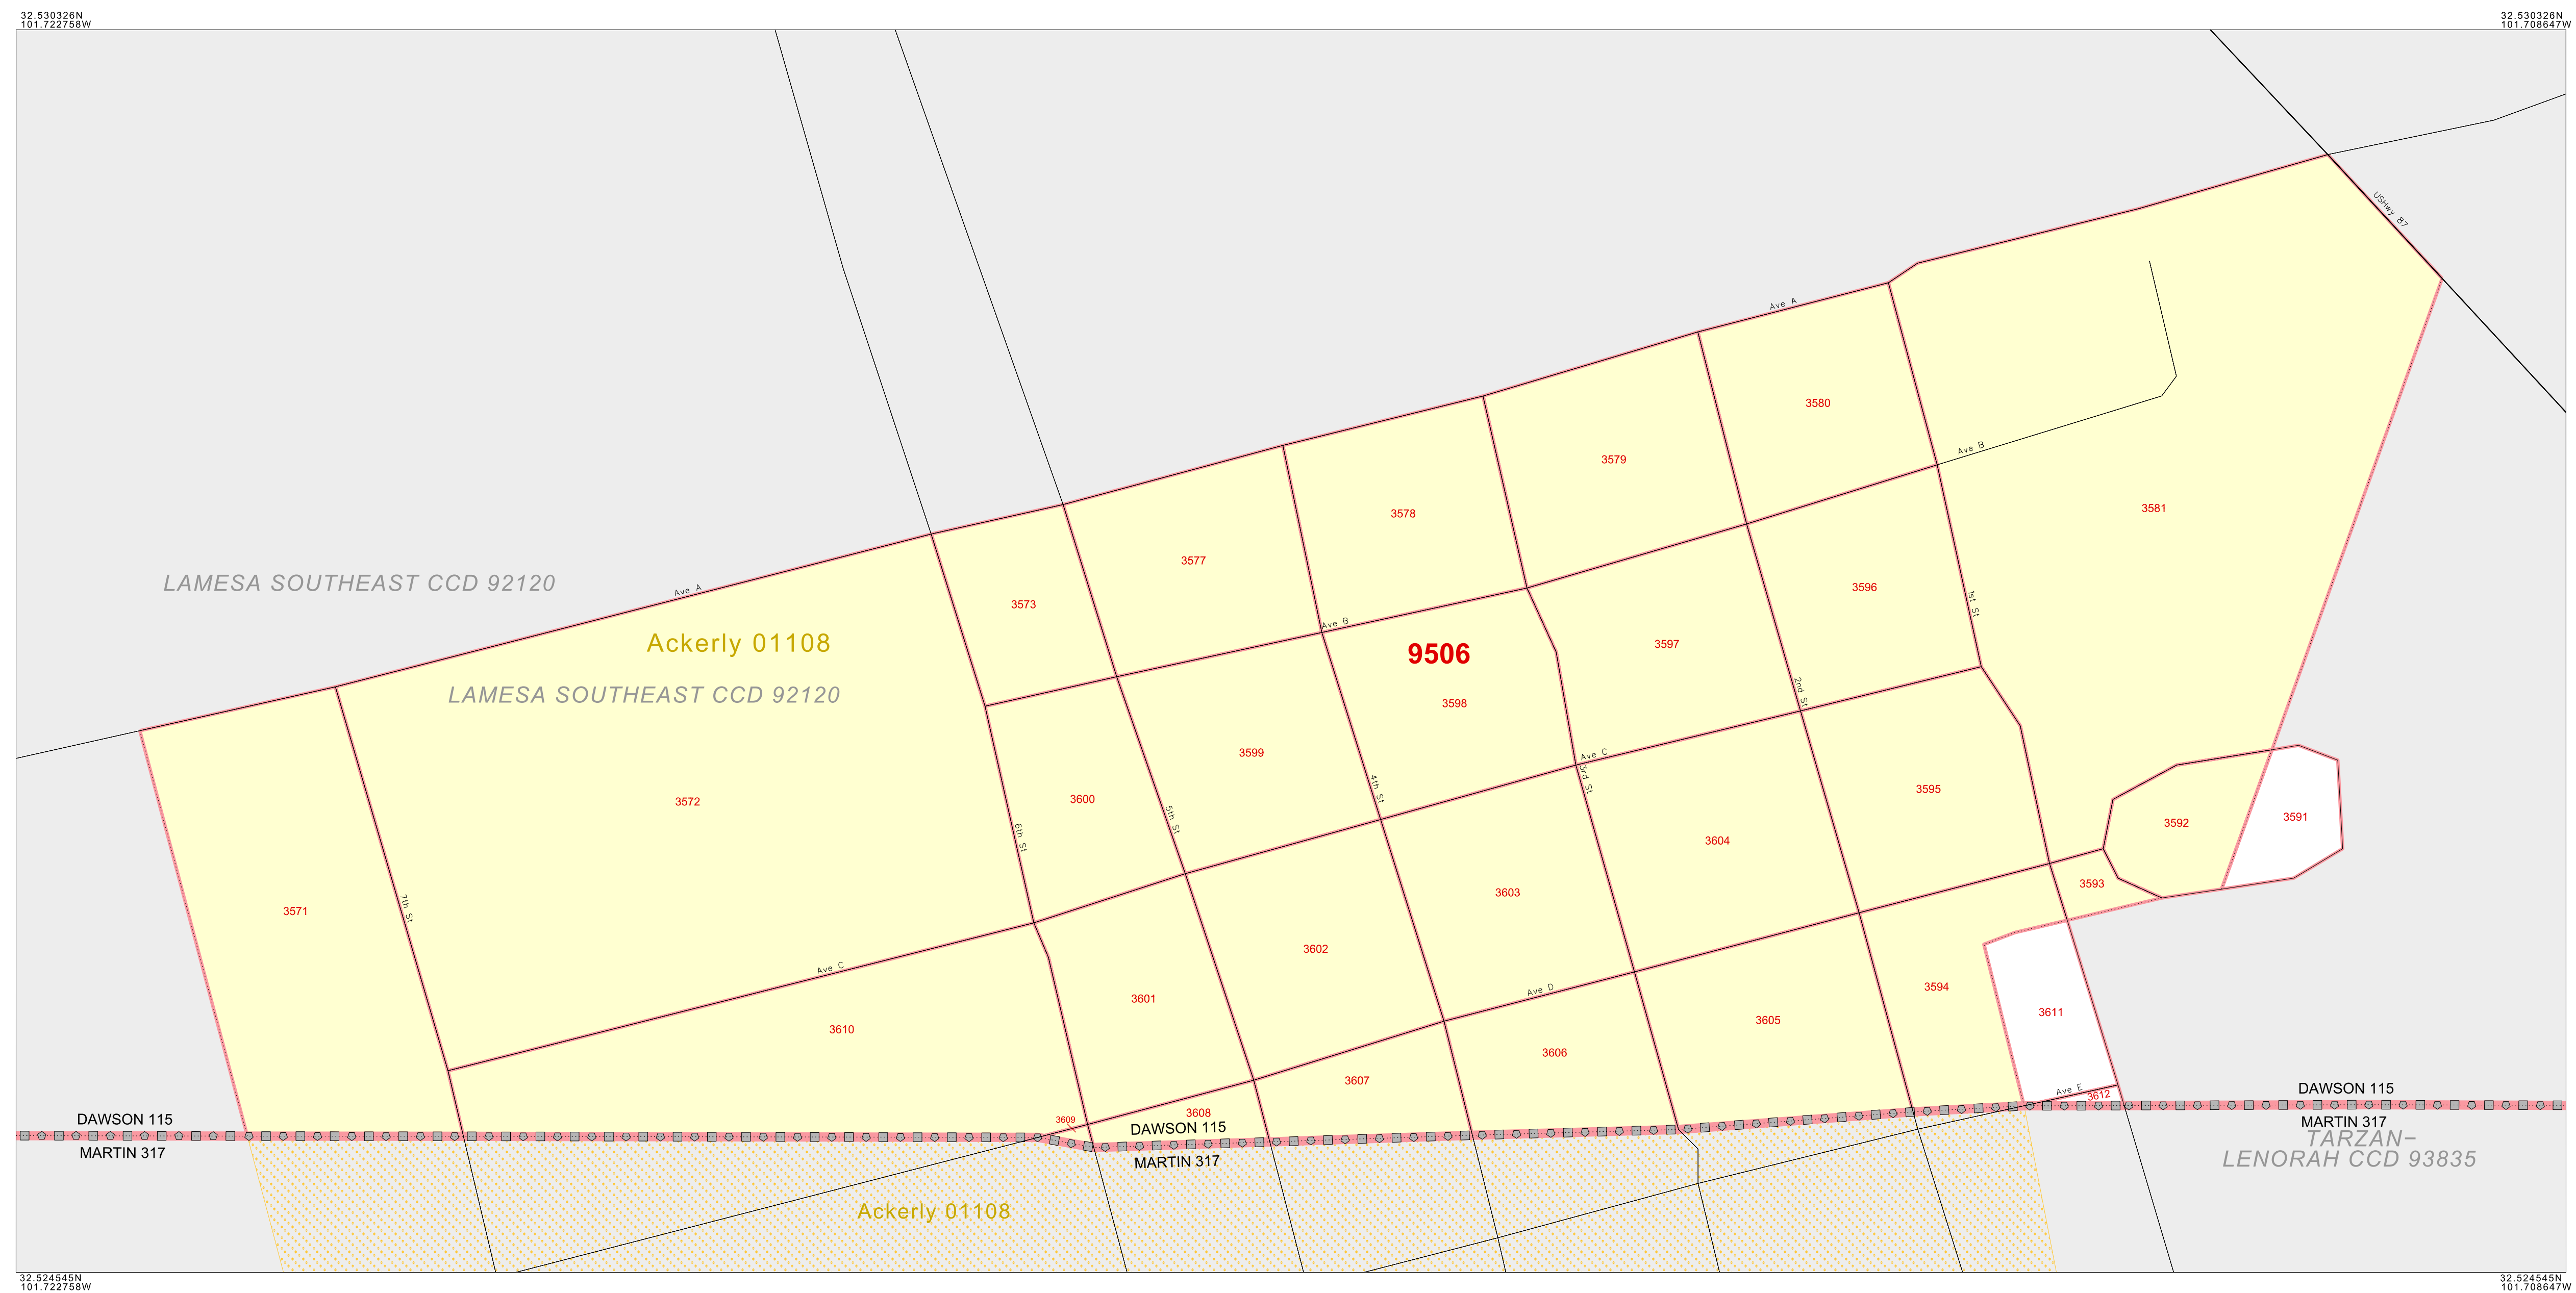 32.530326N
101.722758W
32.530326N
101.708647W
USHwy 87
Ave A
3580
Ave B
3579
3581
3578
3577
LAMESA SOUTHEAST CCD 92120
Ave A
3573
3596
1st St
Ave B
Ackerly 01108
9506
3597
LAMESA SOUTHEAST CCD 92120
3598
2nd St
3599
Ave C
3rd St
4th St
3572
3600
5th St
6th St
3595
3592
3591
3604
3593
3603
7th St
3571
3602
Ave C
Ave D
3594
3601
3610
3611
3605
3606
3607
Ave E
3612
3608
3609
DAWSON 115
MARTIN 317
DAWSON 115
MARTIN 317
DAWSON 115
MARTIN 317
TARZAN-
LENORAH CCD 93835
Ackerly 01108
32.524545N
101.722758W
32.524545N
101.708647W